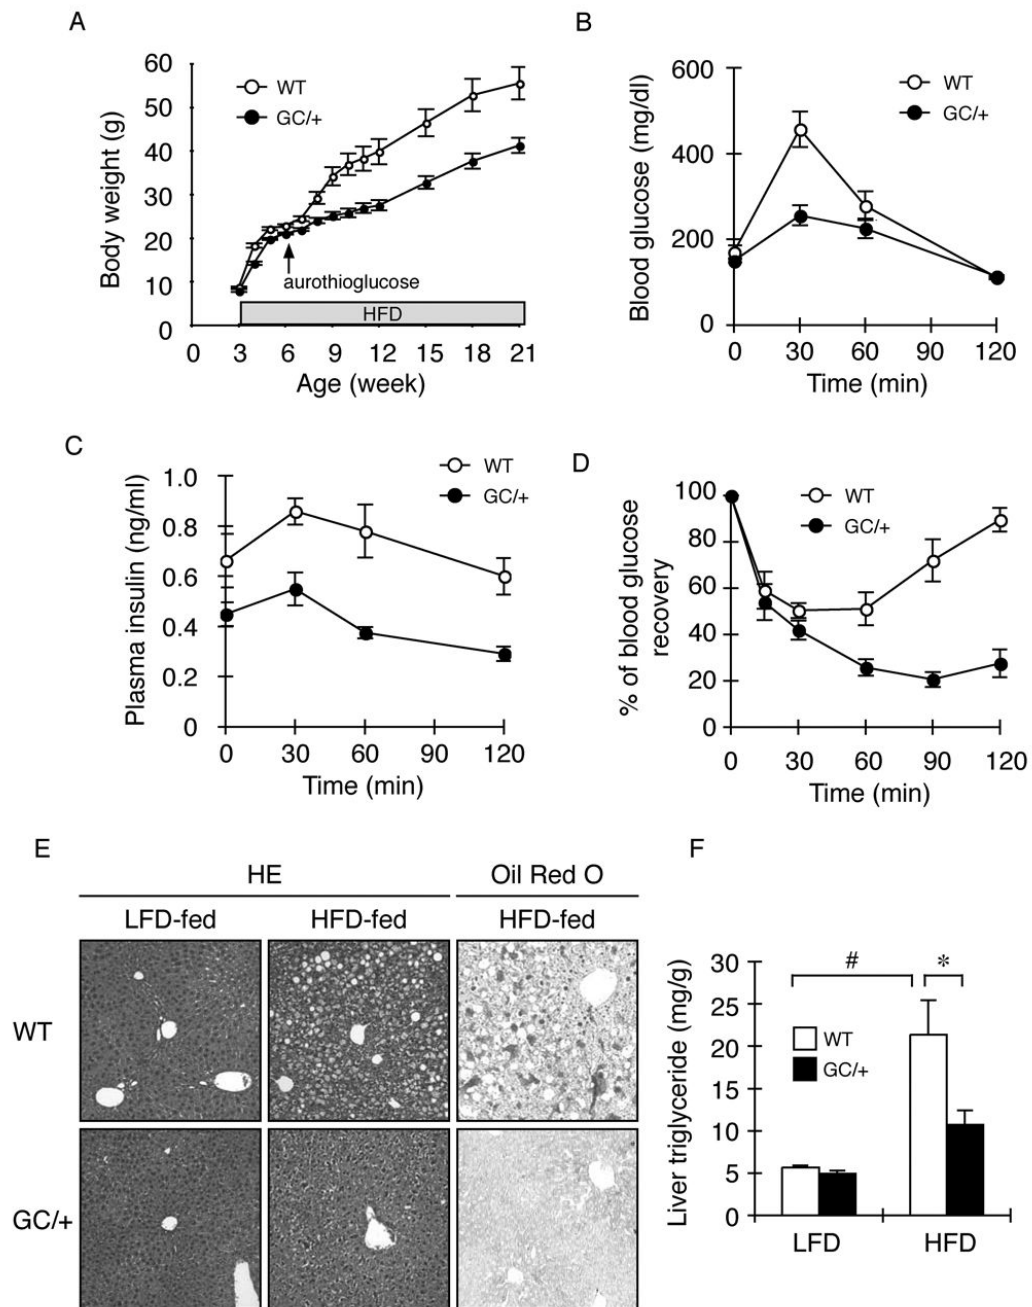 A
Body weight (g)
60
50
40
30
20
10
0
WT
GC/+
aurothioglucose
HFD
0 3 6 9 12 15 18 21
Age (week)
B
Blood glucose (mg/dl)
600
400
200
0
WT
GC/+
0 30 60 90 120
Time (min)
C
Plasma insulin (ng/ml)
1.0
0.8
0.6
0.4
0.2
0
WT
GC/+
0 30 60 90 120
Time (min)
D
% of blood glucose
recovery
100
80
60
40
20
0
WT
GC/+
0 30 60 90 120
Time (min)
E
HE Oil Red O
LFD-fed HFD-fed HFD-fed
WT
GC/+
F
Liver triglyceride (mg/g)
30
25
20
15
10
5
0
# *
WT
GC/+
LFD HFD